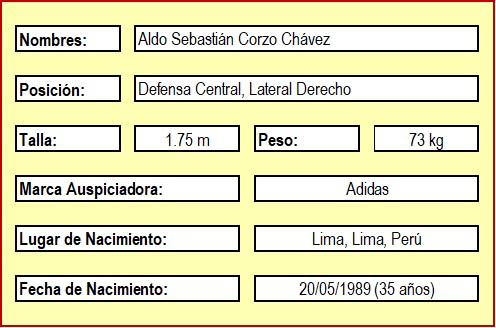 Nombres: Aldo Sebastián Corzo Chávez
Posición: Defensa Central, Lateral Derecho
Talla: 1.75 m Peso: 73 kg
Marca Auspiciadora: Adidas
Lugar de Nacimiento: Lima, Lima, Perú
Fecha de Nacimiento: 20/05/1989 (35 años)